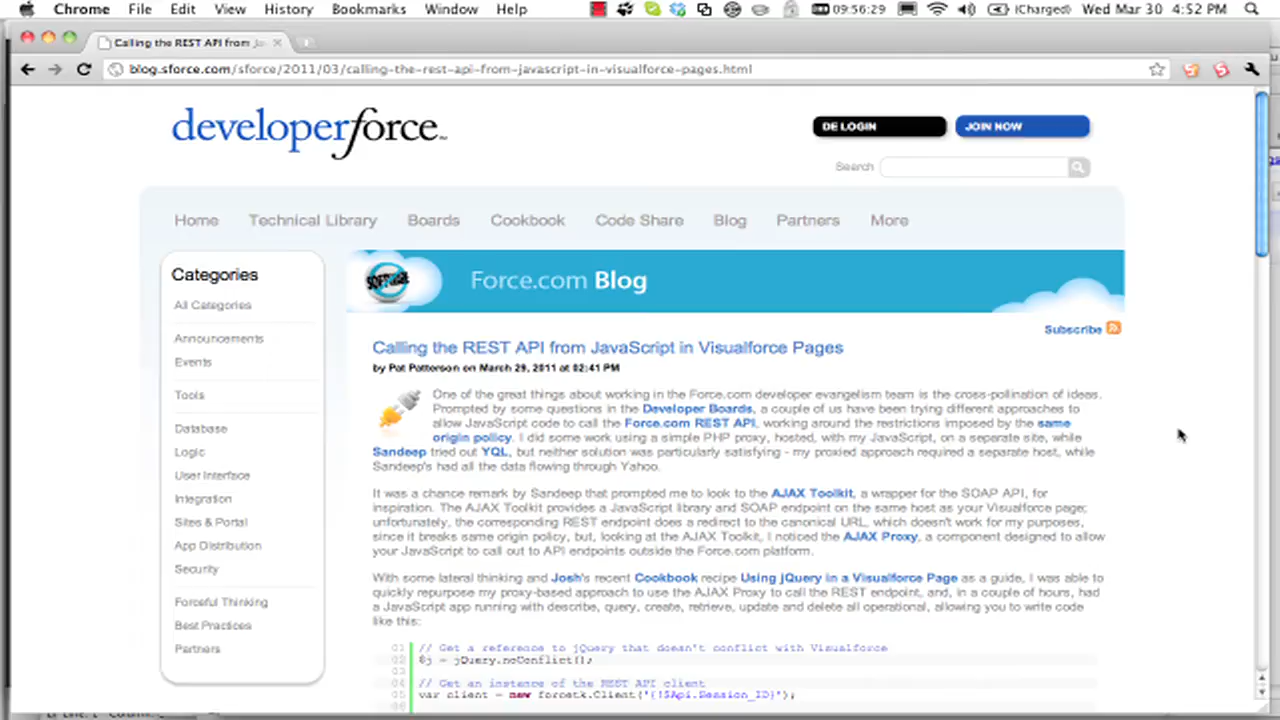 Chrome File Edit View History Bookmarks Window Help 09:56:29 (Charged) Wed Mar 30 4:52 PM
Calling the REST API from Ja
blog.sforce.com/sforce/2011/03/calling-the-rest-api-from-javascript-in-visualforce-pages.html
developerforce
DE LOGIN JOIN NOW
Search
Home Technical Library Boards Cookbook Code Share Blog Partners More
Categories
All Categories
Announcements
Events
Tools
Database
Logic
User Interface
Integration
Sites & Portal
App Distribution
Security
Forceful Thinking
Best Practices
Partners
SOFTWARE
Force.com Blog
Subscribe
Calling the REST API from JavaScript in Visualforce Pages
by Pat Patterson on March 29, 2011 at 02:41 PM
One of the great things about working in the Force.com developer evangelism team is the cross-pollination of ideas.
Prompted by some questions in the Developer Boards, a couple of us have been trying different approaches to
allow JavaScript code to call the Force.com REST API, working around the restrictions imposed by the same
origin policy. I did some work using a simple PHP proxy, hosted, with my JavaScript, on a separate site, while
Sandeep tried out YQL, but neither solution was particularly satisfying - my proxied approach required a separate host, while
Sandeep's had all the data flowing through Yahoo.
It was a chance remark by Sandeep that prompted me to look to the AJAX Toolkit, a wrapper for the SOAP API, for
inspiration. The AJAX Toolkit provides a JavaScript library and SOAP endpoint on the same host as your Visualforce page;
unfortunately, the corresponding REST endpoint does a redirect to the canonical URL, which doesn't work for my purposes,
since it breaks same origin policy, but, looking at the AJAX Toolkit, I noticed the AJAX Proxy, a component designed to allow
your JavaScript to call out to API endpoints outside the Force.com platform.
With some lateral thinking and Josh's recent Cookbook recipe Using jQuery in a Visualforce Page as a guide, I was able to
quickly repurpose my proxy-based approach to use the AJAX Proxy to call the REST endpoint, and, in a couple of hours, had
a JavaScript app running with describe, query, create, retrieve, update and delete all operational, allowing you to write code
like this:
01 // Get a reference to jQuery that doesn't conflict with Visualforce
02 $j = jQuery.noConflict();
03
04 // Get an instance of the REST API client
05 var client = new forcetk.Client('{!$Api.Session_ID}');
06